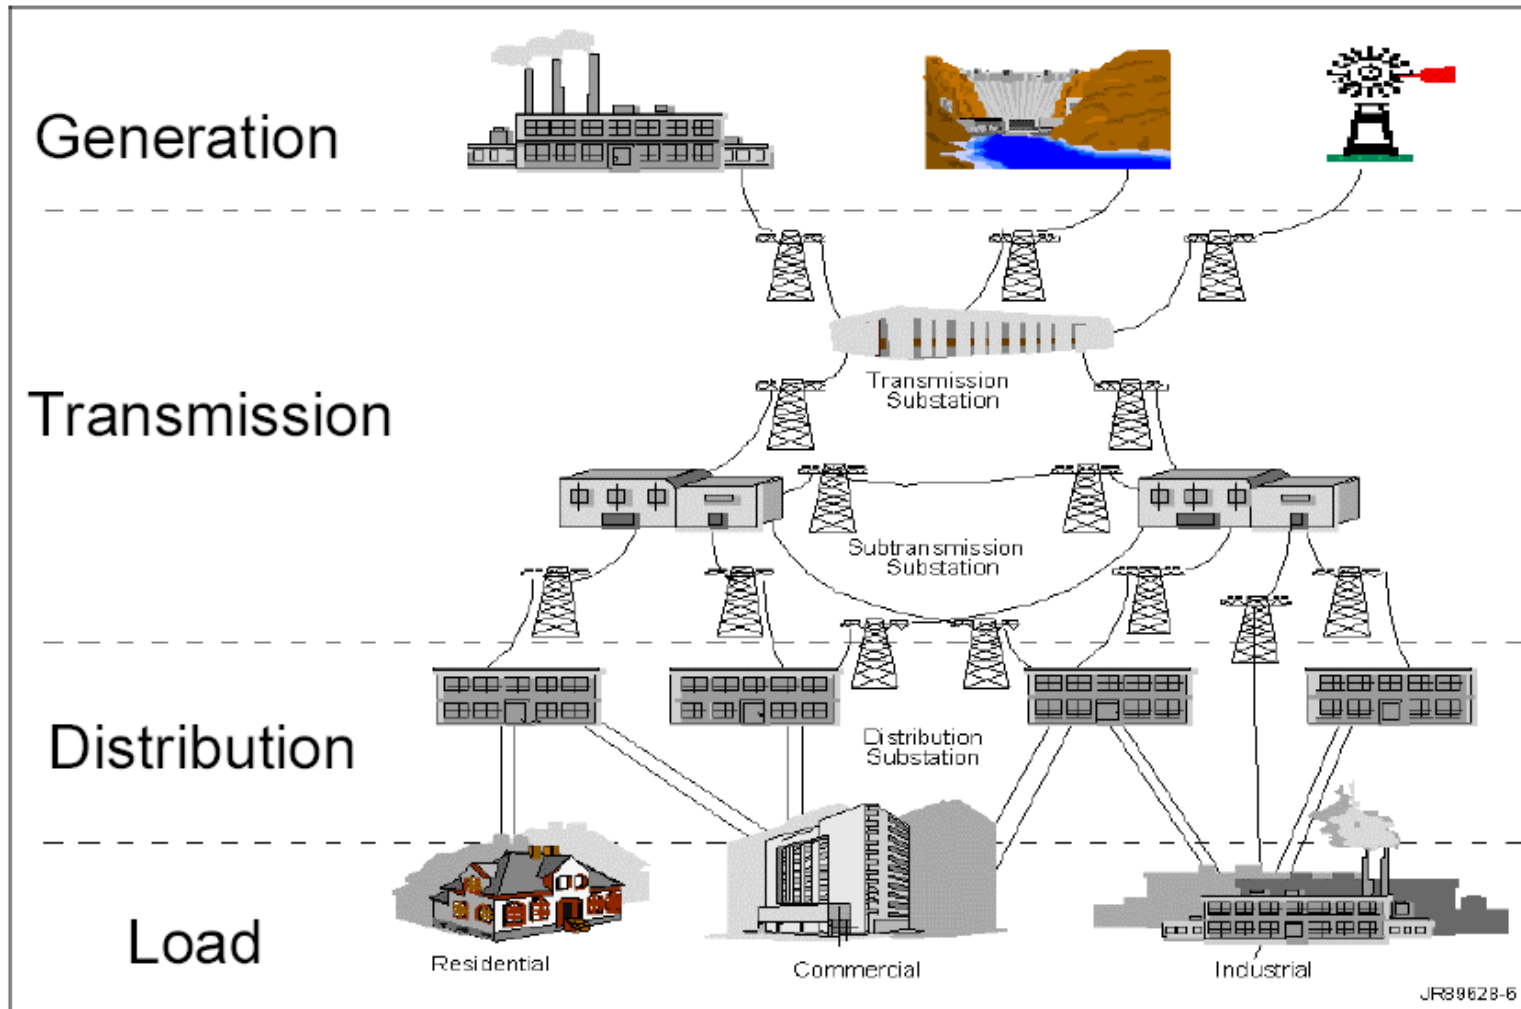 Generation
Transmission
Substation
Transmission
Subtransmission
Substation
Distribution
Distribution
Substation
Load
Residential
Commercial
Industrial
JR89628-6